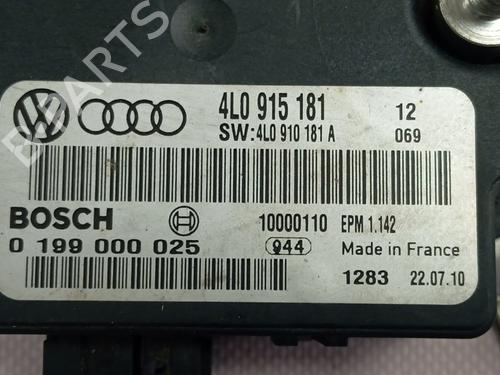 4L0 915 181 12
SW:4L0 910 181 A 069
BOSCH 10000110 EPM 1.142
0 199 000 025 944 Made in France
1283 22.07.10
B-PARTS